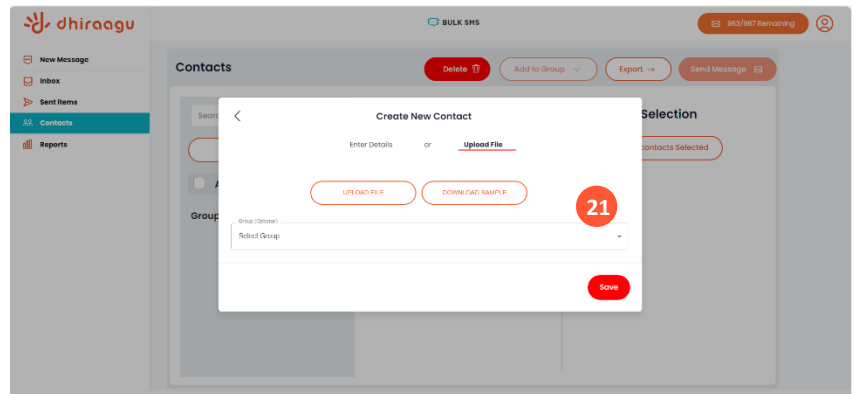 dhiraagu
BULK SMS
963/967 Remaining
New Message
Inbox
Sent items
Contacts
Reports
Contacts
Delete
Add to Group
Export →
Send Message
Create New Contact
Enter Details or Upload File
UPLOAD FILE
DOWNLOAD SAMPLE
21
Group (Optional)
Select Group
Save
Selection
contacts Selected
Group